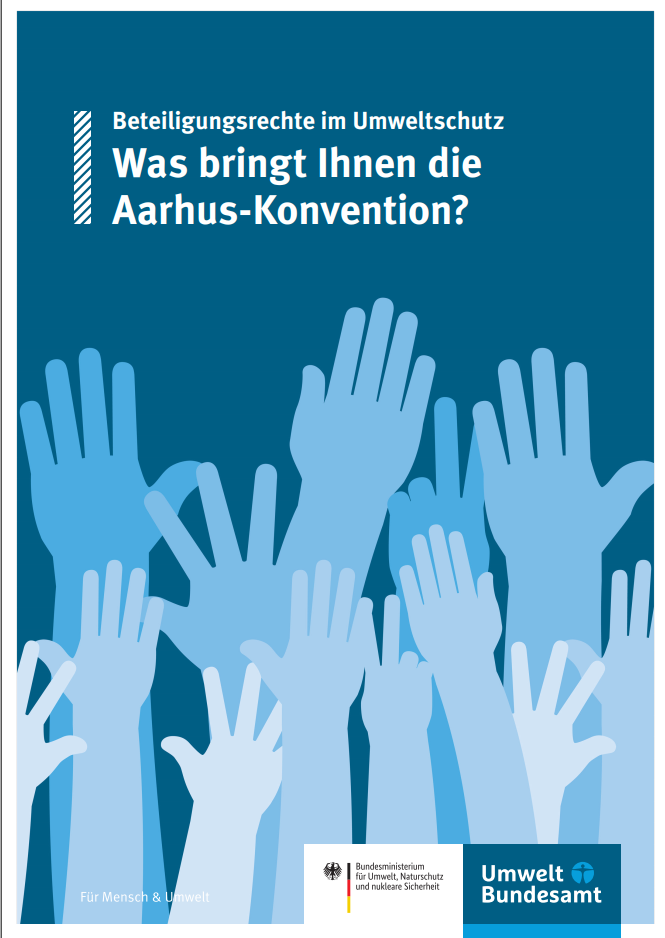 Beteiligungsrechte im Umweltschutz
Was bringt Ihnen die
Aarhus-Konvention?
Für Mensch & Umwelt
Bundesministerium
für Umwelt, Naturschutz
und nukleare Sicherheit
Umwelt
Bundesamt